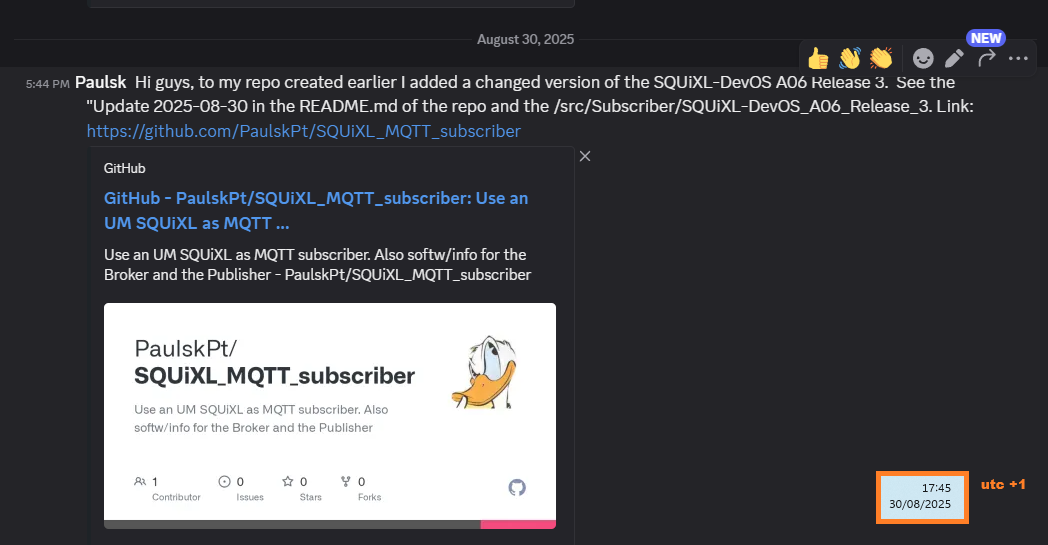 August 30, 2025
NEW
5:44 PM Paulsk Hi guys, to my repo created earlier I added a changed version of the SQUiXL-DevOS A06 Release 3. See the
"Update 2025-08-30 in the README.md of the repo and the /src/Subscriber/SQUiXL-DevOS_A06_Release_3. Link:
https://github.com/PaulskPt/SQUiXL_MQTT_subscriber
GitHub
GitHub - PaulskPt/SQUiXL_MQTT_subscriber: Use an
UM SQUiXL as MQTT ...
Use an UM SQUiXL as MQTT subscriber. Also softw/info for the
Broker and the Publisher - PaulskPt/SQUiXL_MQTT_subscriber
PaulskPt/
SQUiXL_MQTT_subscriber
Use an UM SQUiXL as MQTT subscriber. Also
softw/info for the Broker and the Publisher
1 0 0 0
Contributor Issues Stars Forks
17:45
30/08/2025
utc +1